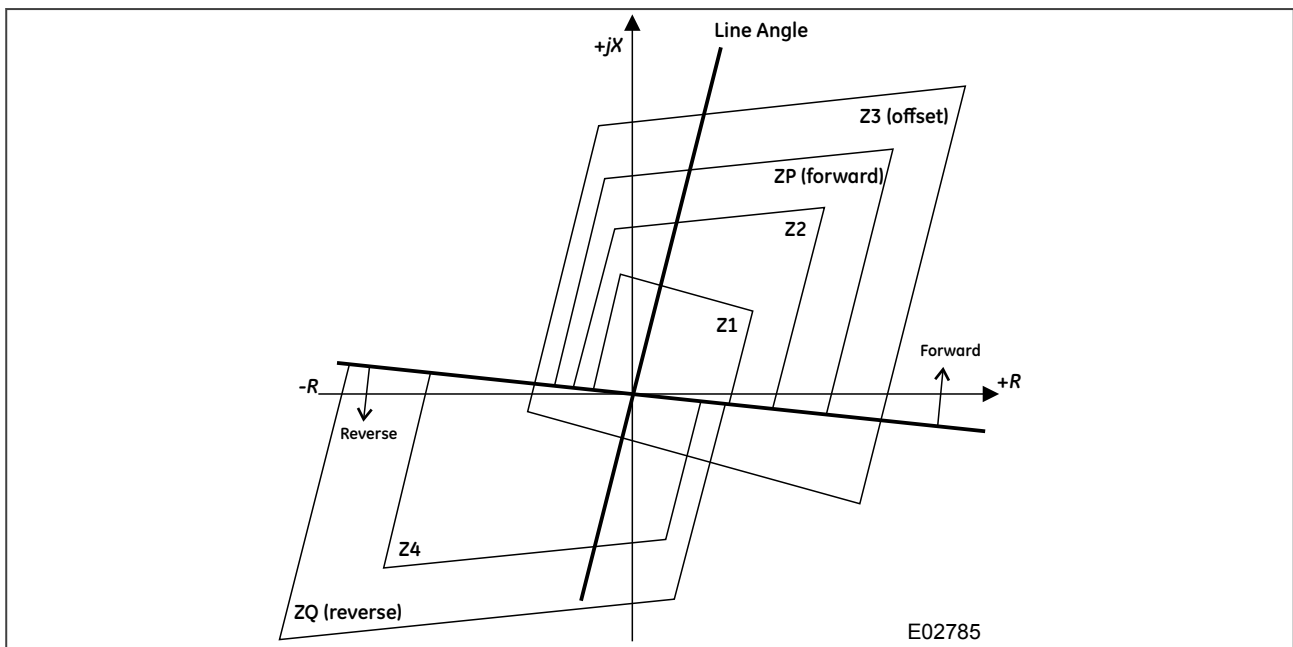 Line Angle
+jX
Z3 (offset)
ZP (forward)
Z2
Z1
Forward
-R
+R
Reverse
Z4
ZQ (reverse)
E02785